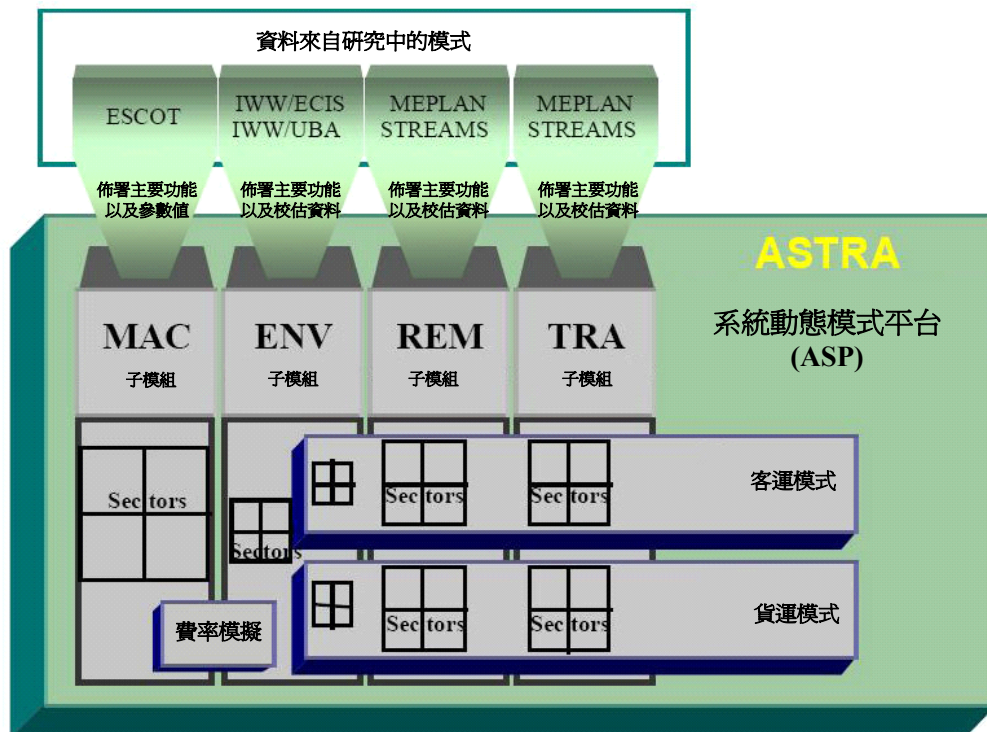 資料來自研究中的模式
ESCOT
IWW/ECIS
IWW/UBA
MEPLAN
STREAMS
MEPLAN
STREAMS
佈署主要功能
以及參數值
佈署主要功能
以及校估資料
佈署主要功能
以及校估資料
佈署主要功能
以及校估資料
ASTRA
系統動態模式平台
(ASP)
MAC
子模組
ENV
子模組
REM
子模組
TRA
子模組
Sectors
Sectors
Sectors
Sectors
客運模式
Sectors
Sectors
貨運模式
費率模擬